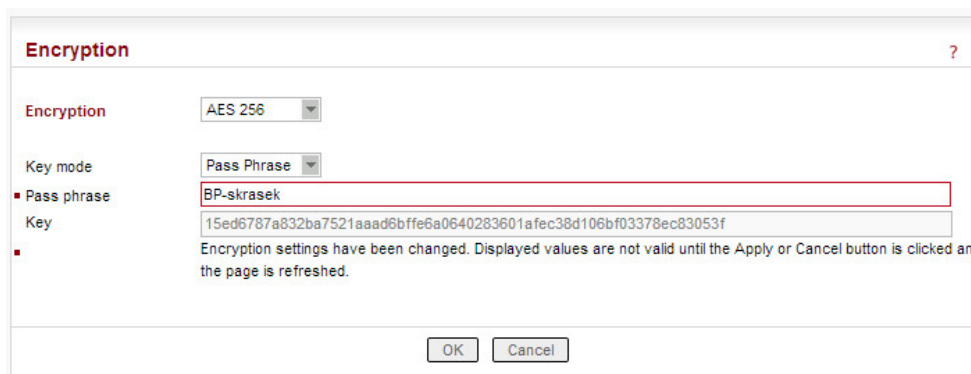 Encryption ?
Encryption AES 256
Key mode Pass Phrase
Pass phrase BP-skrasek
Key 15ed6787a832ba7521aaad6bffe6a0640283601afec38d106bf03378ec83053f
Encryption settings have been changed. Displayed values are not valid until the Apply or Cancel button is clicked an
the page is refreshed.
OK Cancel